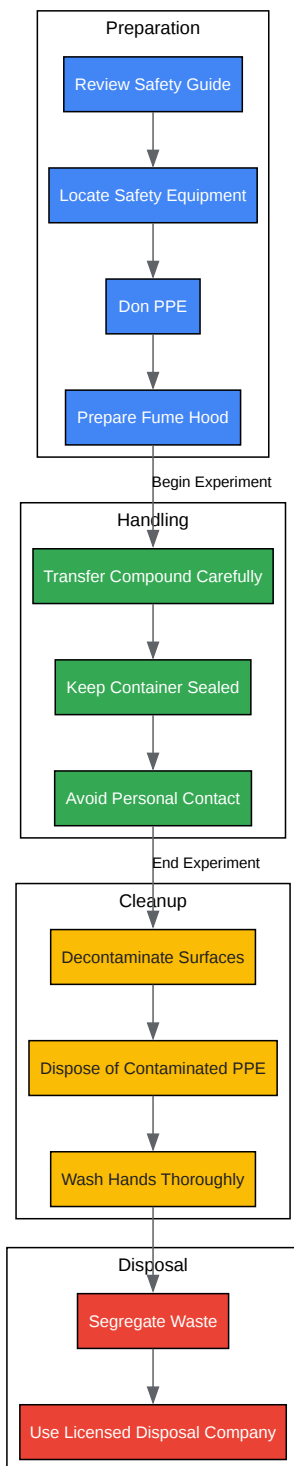 Preparation
Review Safety Guide
Locate Safety Equipment
Don PPE
Prepare Fume Hood
Begin Experiment
Handling
Transfer Compound Carefully
Keep Container Sealed
Avoid Personal Contact
End Experiment
Cleanup
Decontaminate Surfaces
Dispose of Contaminated PPE
Wash Hands Thoroughly
Disposal
Segregate Waste
Use Licensed Disposal Company